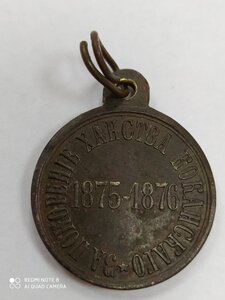 ЗА ПОКОРЕНІЕ ХАНСТВА КОКАНСКАГО
1875-1876
REDMI NOTE 8
AI QUAD CAMERA